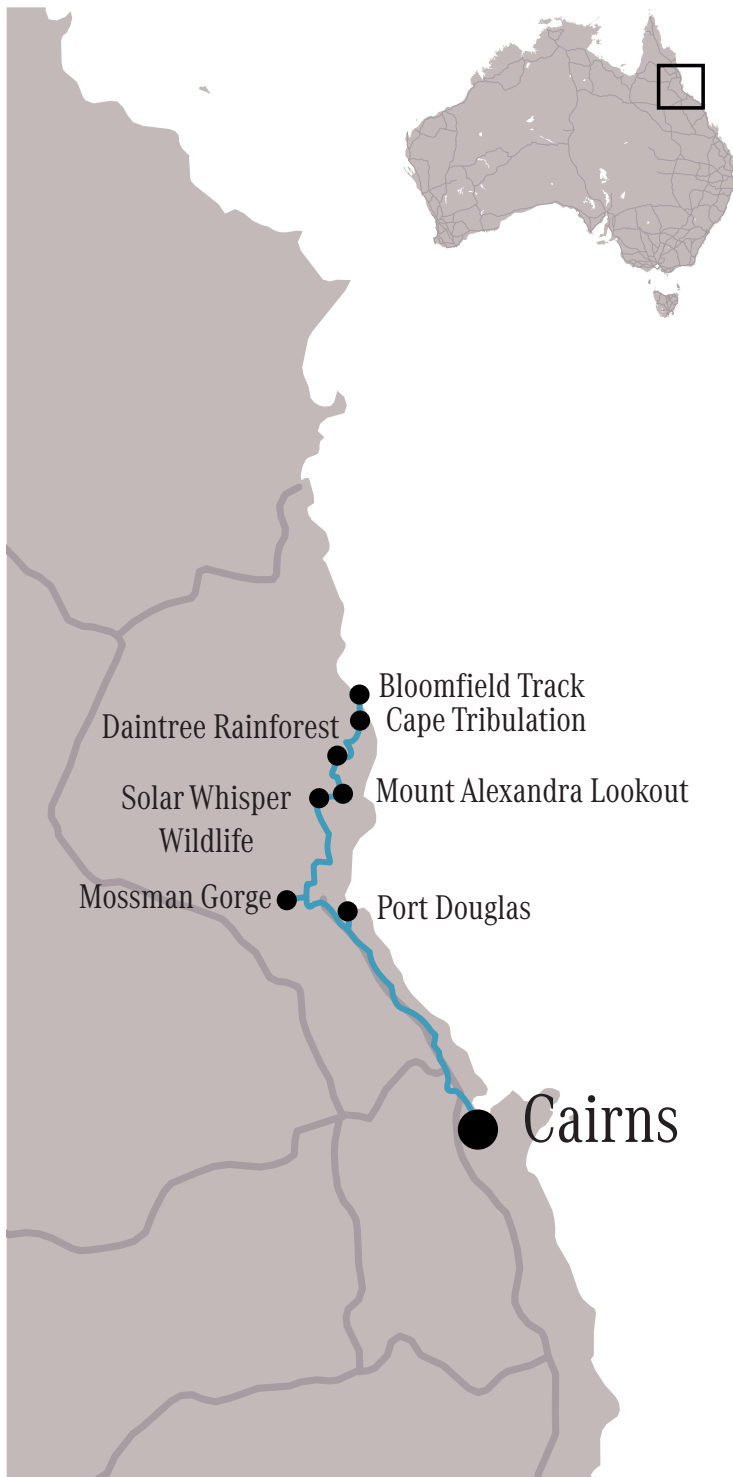 Bloomfield Track
Cape Tribulation
Daintree Rainforest
Mount Alexandra Lookout
Solar Whisper
Wildlife
Mossman Gorge
Port Douglas
Cairns